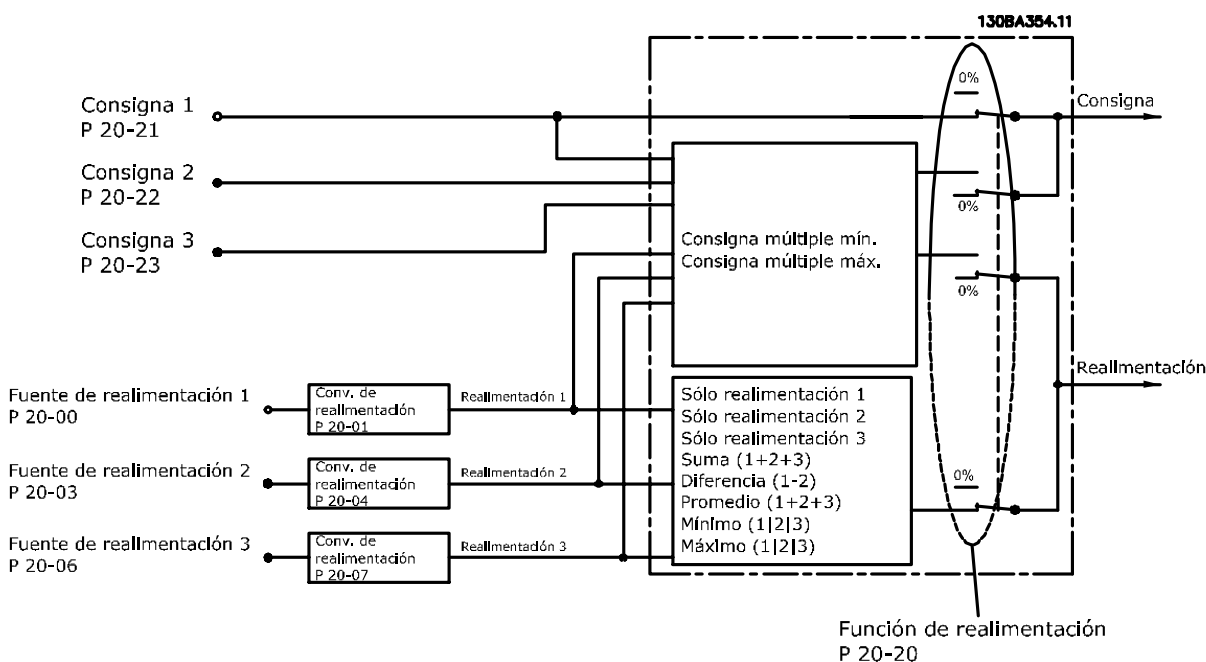 130BA354.11
0%
Consigna 1
P 20-21
Consigna
Consigna 2
P 20-22
0%
Consigna 3
P 20-23
Consigna múltiple mín.
Consigna múltiple máx.
0%
Realimentación
Fuente de realimentación 1
P 20-00
Conv. de
realimentación
P 20-01
Realimentación 1
Sólo realimentación 1
Sólo realimentación 2
Sólo realimentación 3
Suma (1+2+3)
Diferencia (1-2)
Promedio (1+2+3)
Mínimo (1|2|3)
Máximo (1|2|3)
0%
Fuente de realimentación 2
P 20-03
Conv. de
realimentación
P 20-04
Realimentación 2
Fuente de realimentación 3
P 20-06
Conv. de
realimentación
P 20-07
Realimentación 3
Función de realimentación
P 20-20